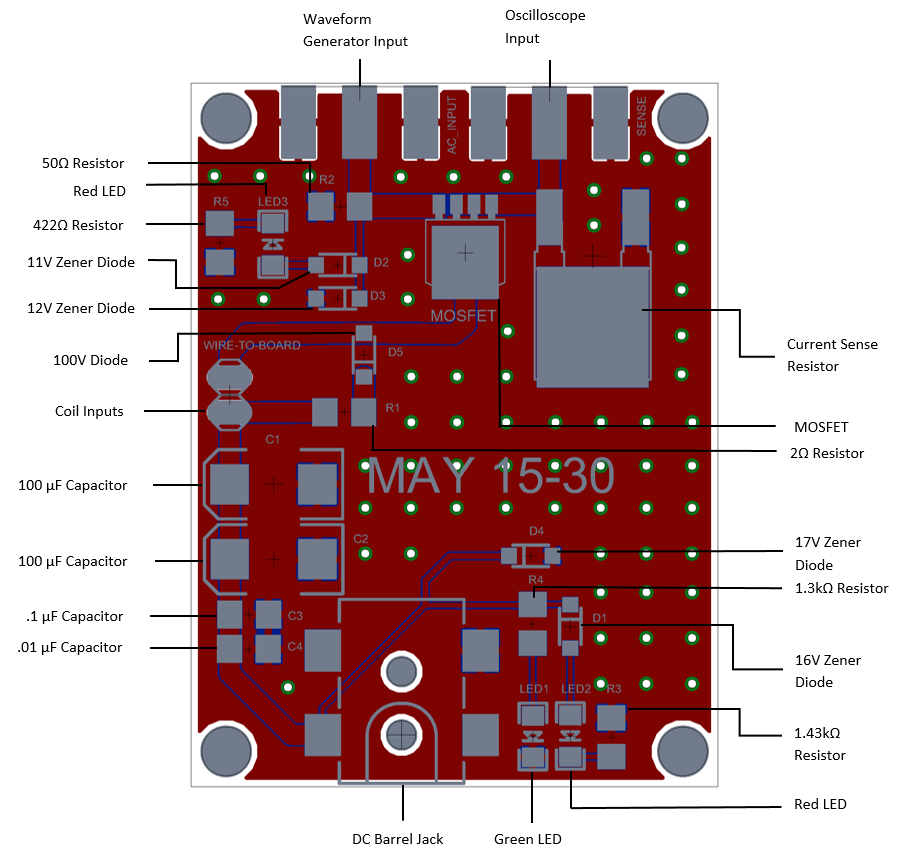 Waveform
Generator Input
Oscilloscope
Input
AC_INPUT
SENSE
50Ω Resistor
R2
Red LED
R5
LED3
422Ω Resistor
11V Zener Diode
D2
12V Zener Diode
D3
MOSFET
WIRE-TO-BOARD
100V Diode
D5
Current Sense
Resistor
Coil Inputs
R1
MOSFET
2Ω Resistor
C1
100 µF Capacitor
MAY 15-30
100 µF Capacitor
C2
D4
17V Zener
Diode
R4
1.3kΩ Resistor
.1 µF Capacitor
C3
D1
.01 µF Capacitor
C4
16V Zener
Diode
LED1
LED2
R3
1.43kΩ
Resistor
Red LED
DC Barrel Jack
Green LED